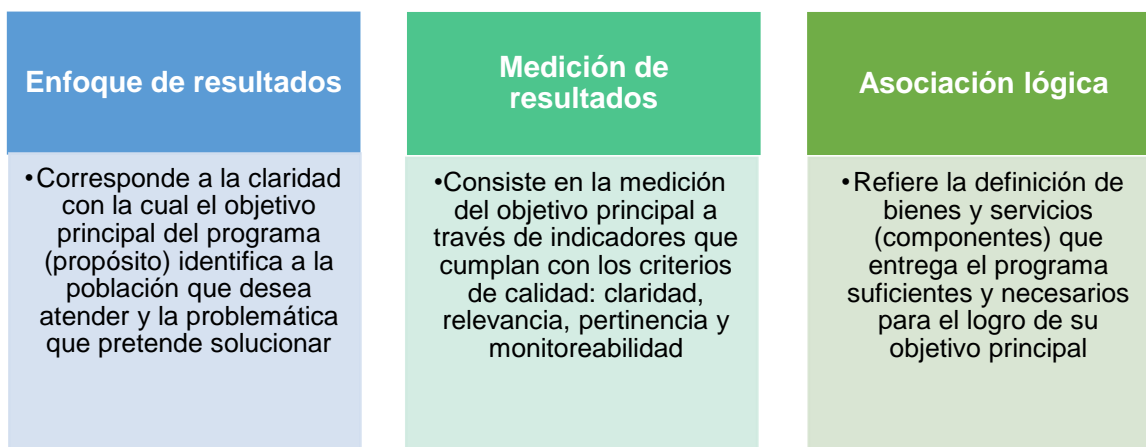 Enfoque de resultados
•Corresponde a la claridad
con la cual el objetivo
principal del programa
(propósito) identifica a la
población que desea
atender y la problemática
que pretende solucionar
Medición de
resultados
•Consiste en la medición
del objetivo principal a
través de indicadores que
cumplan con los criterios
de calidad: claridad,
relevancia, pertinencia y
monitoreabilidad
Asociación lógica
•Refiere la definición de
bienes y servicios
(componentes) que
entrega el programa
suficientes y necesarios
para el logro de su
objetivo principal